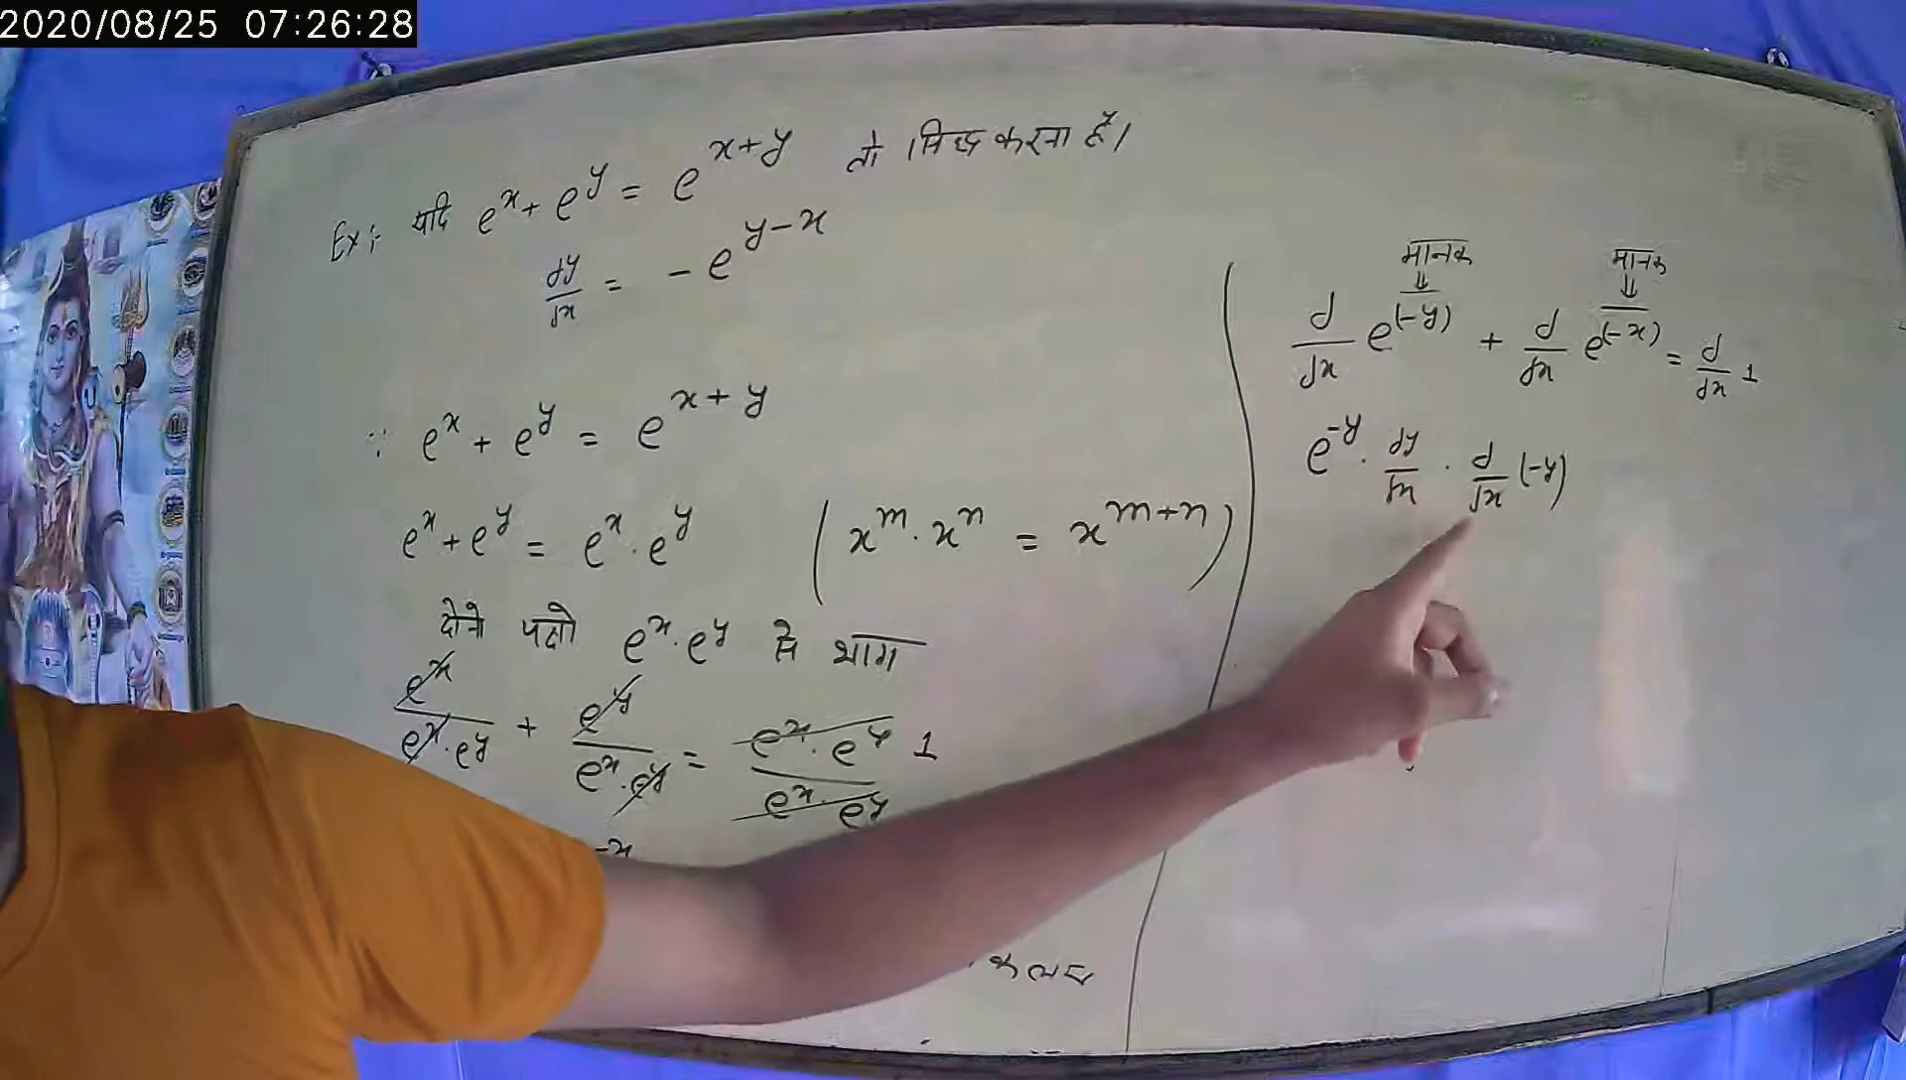 2020/08/25 07:26:28
Ex:- यदि e^x + e^y = e^{x+y} तो सिद्ध करना है।
dy/dx = - e^{y-x}
∵ e^x + e^y = e^{x+y}
e^x + e^y = e^x . e^y (x^m . x^n = x^{m+n})
दोनो पक्षो e^x . e^y से भाग
e^x/(e^x . e^y) + e^y/(e^x . e^y) = (e^x . e^y)/(e^x . e^y) 1
-x
मानक मानक
⇓ ⇓
d/dx e^{(-y)} + d/dx e^{(-x)} = d/dx 1
e^{-y} . dy/dx . d/dx (-y)